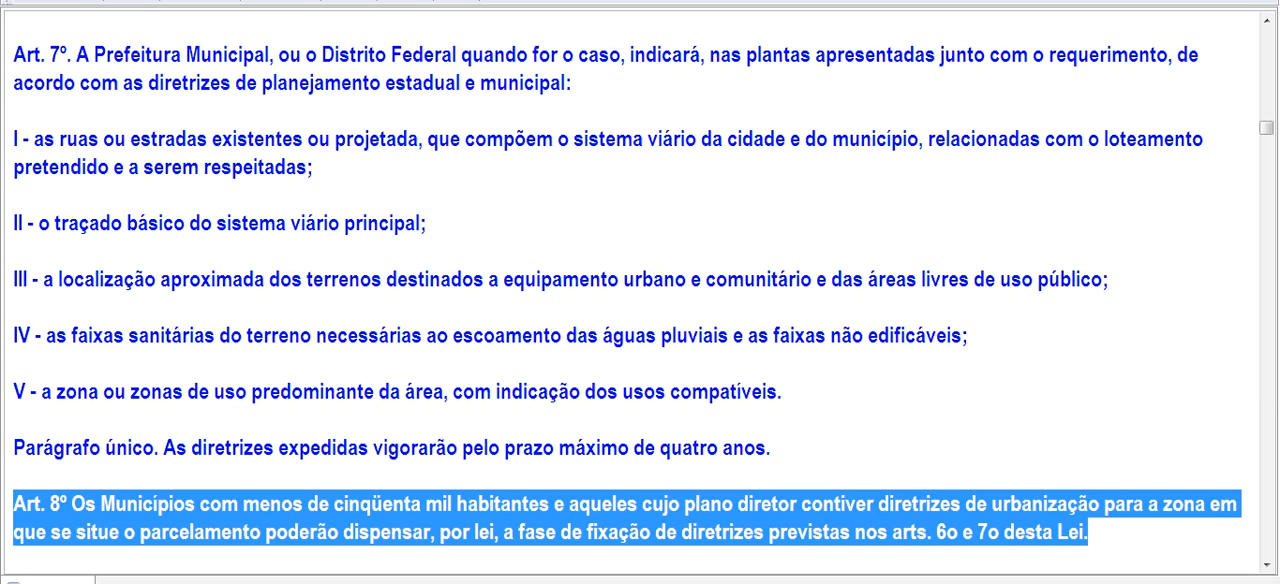 Art. 7º. A Prefeitura Municipal, ou o Distrito Federal quando for o caso, indicará, nas plantas apresentadas junto com o requerimento, de
acordo com as diretrizes de planejamento estadual e municipal:
I - as ruas ou estradas existentes ou projetada, que compõem o sistema viário da cidade e do município, relacionadas com o loteamento
pretendido e a serem respeitadas;
II - o traçado básico do sistema viário principal;
III - a localização aproximada dos terrenos destinados a equipamento urbano e comunitário e das áreas livres de uso público;
IV - as faixas sanitárias do terreno necessárias ao escoamento das águas pluviais e as faixas não edificáveis;
V - a zona ou zonas de uso predominante da área, com indicação dos usos compatíveis.
Parágrafo único. As diretrizes expedidas vigorarão pelo prazo máximo de quatro anos.
Art. 8º Os Municípios com menos de cinqüenta mil habitantes e aqueles cujo plano diretor contiver diretrizes de urbanização para a zona em
que se situe o parcelamento poderão dispensar, por lei, a fase de fixação de diretrizes previstas nos arts. 6o e 7o desta Lei.